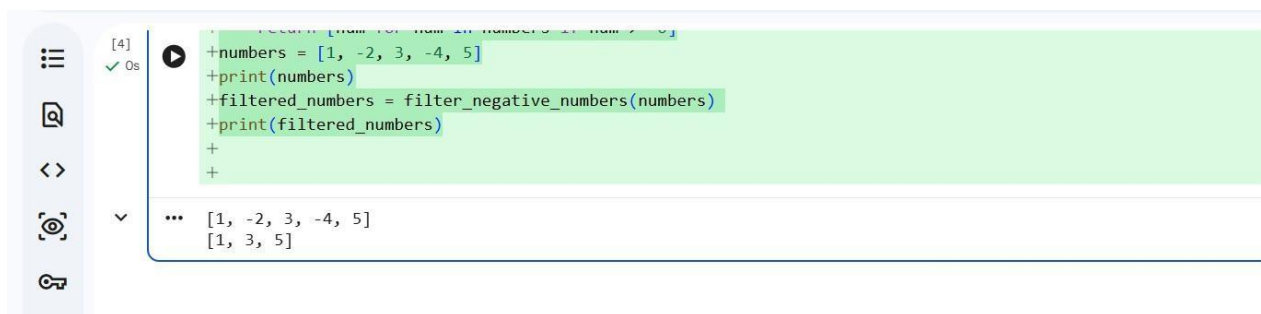 [4]
0s
+numbers = [1, -2, 3, -4, 5]
+print(numbers)
+filtered_numbers = filter_negative_numbers(numbers)
+print(filtered_numbers)
+
+
[1, -2, 3, -4, 5]
[1, 3, 5]